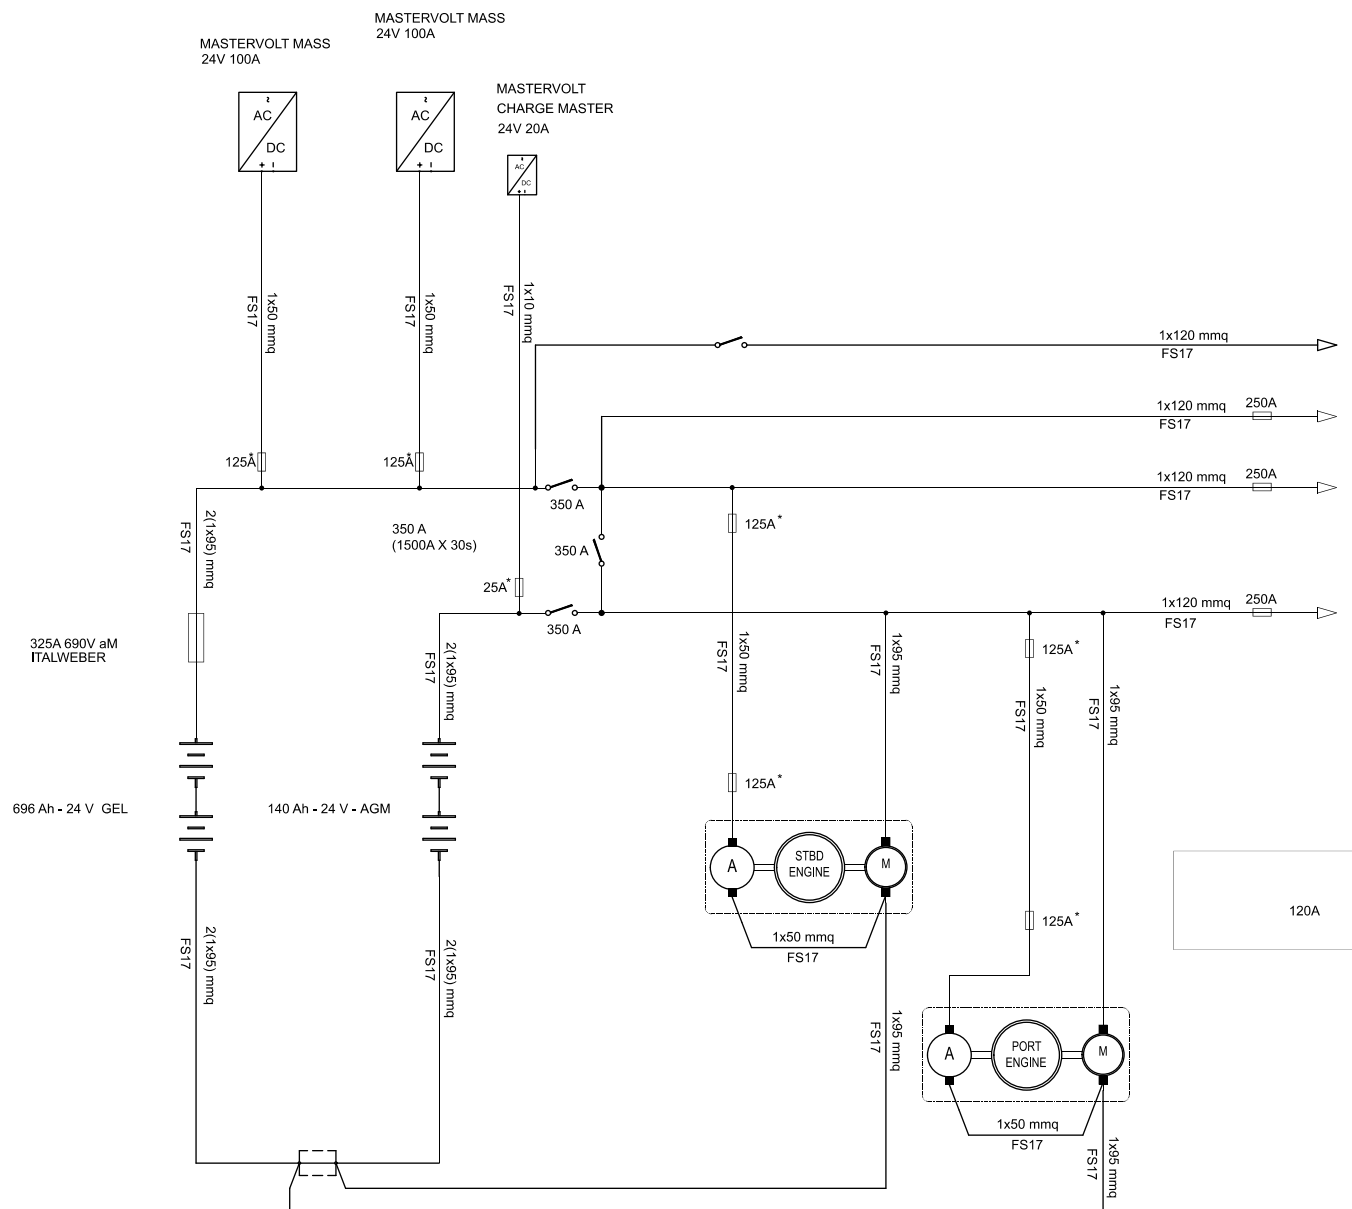 MASTERVOLT MASS
24V 100A
MASTERVOLT MASS
24V 100A
MASTERVOLT
CHARGE MASTER
24V 20A
~
AC
DC
+ -
~
AC
DC
+ -
AC
DC
+ -
1x50 mmq
FS17
1x50 mmq
FS17
1x10 mmq
FS17
1x120 mmq
FS17
1x120 mmq
FS17
250A
125A*
125A*
1x120 mmq
FS17
250A
350 A
350 A
(1500A X 30s)
125A*
350 A
2(1x95) mmq
FS17
25A*
350 A
1x120 mmq
FS17
250A
325A 690V aM
ITALWEBER
2(1x95) mmq
FS17
1x50 mmq
FS17
1x95 mmq
FS17
125A*
1x50 mmq
FS17
1x95 mmq
FS17
125A*
696 Ah - 24 V GEL
140 Ah - 24 V - AGM
A
STBD
ENGINE
M
120A
125A*
2(1x95) mmq
FS17
2(1x95) mmq
FS17
1x50 mmq
FS17
1x95 mmq
FS17
A
PORT
ENGINE
M
1x50 mmq
FS17
1x95 mmq
FS17